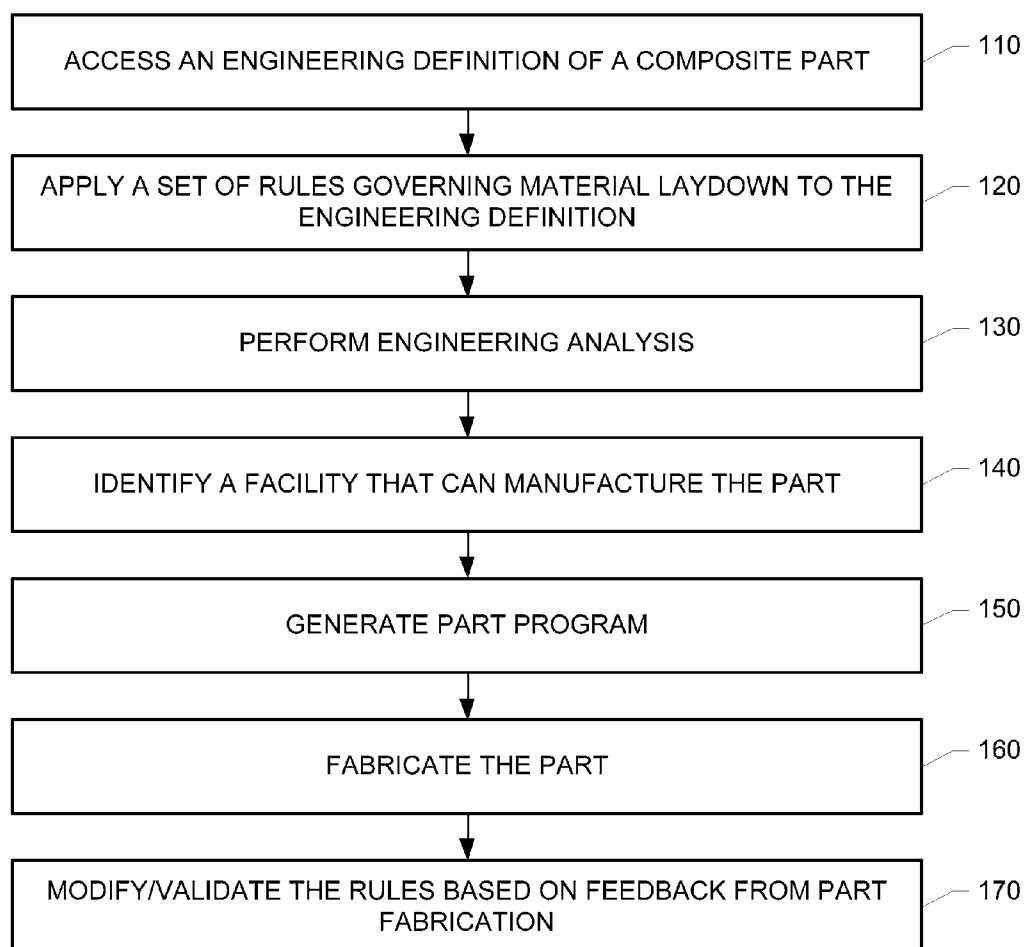 ACCESS AN ENGINEERING DEFINITION OF A COMPOSITE PART
110
APPLY A SET OF RULES GOVERNING MATERIAL LAYDOWN TO THE
ENGINEERING DEFINITION
120
PERFORM ENGINEERING ANALYSIS
130
IDENTIFY A FACILITY THAT CAN MANUFACTURE THE PART
140
GENERATE PART PROGRAM
150
FABRICATE THE PART
160
MODIFY/VALIDATE THE RULES BASED ON FEEDBACK FROM PART
FABRICATION
170